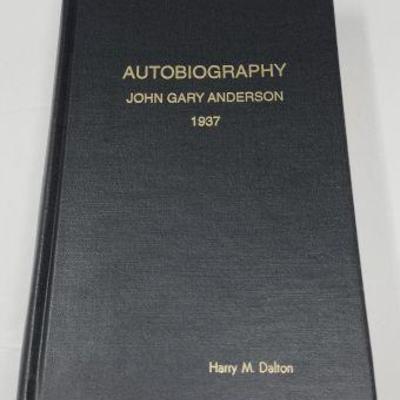 AUTOBIOGRAPHY
JOHN GARY ANDERSON
1937
Harry M. Dalton